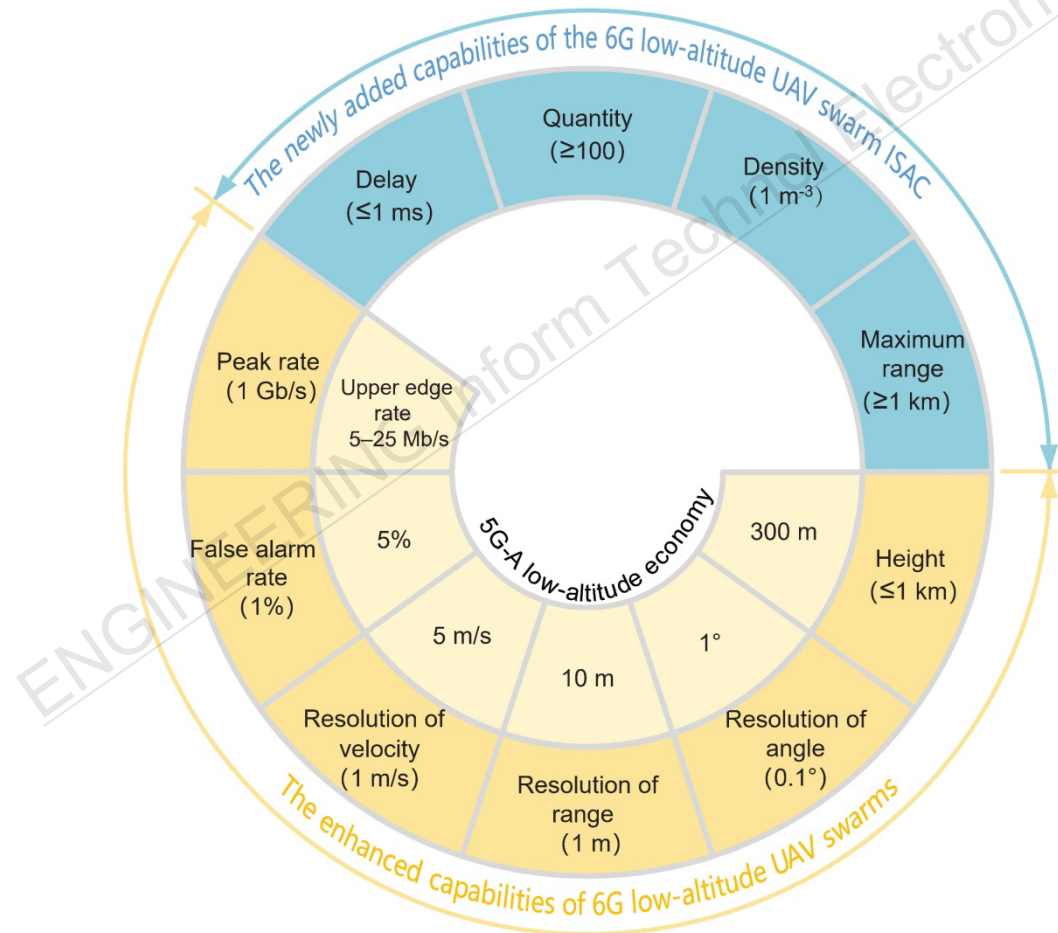 The newly added capabilities of the 6G low-altitude UAV swarm ISAC
Delay
(≤1 ms)
Quantity
(≥100)
Density
(1 m⁻³)
Maximum
range
(≥1 km)
Peak rate
(1 Gb/s)
Upper edge
rate
5–25 Mb/s
False alarm
rate
(1%)
5%
Resolution of
velocity
(1 m/s)
5 m/s
Resolution of
range
(1 m)
10 m
Resolution of
angle
(0.1°)
1°
Height
(≤1 km)
300 m
5G-A low-altitude economy
The enhanced capabilities of 6G low-altitude UAV swarms
ENGINEERING Inform Technol Electron